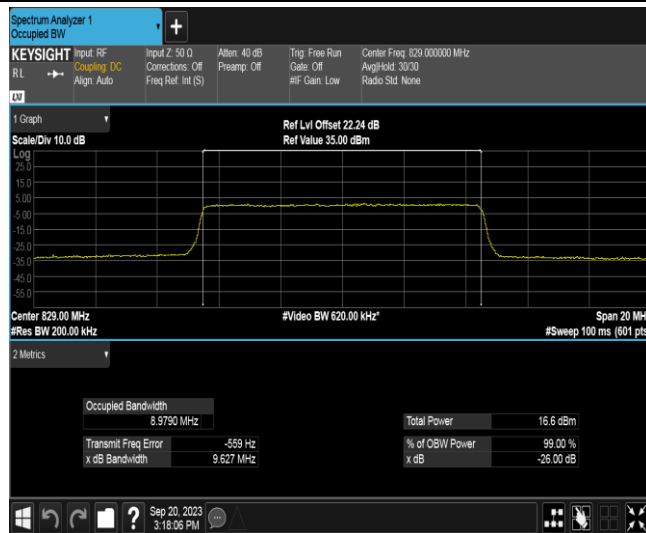 Spectrum Analyzer 1
Occupied BW
+
KEYSIGHT
RL
Input: RF
Coupling: DC
Align: Auto
Input Z: 50 Ω
Corrections: Off
Freq Ref: Int (S)
Atten: 40 dB
Preamp: Off
Trig: Free Run
Gate: Off
#IF Gain: Low
Center Freq: 829.000000 MHz
Avg|Hold: 30/30
Radio Std: None
LXI
1 Graph
Scale/Div 10.0 dB
Ref Lvl Offset 22.24 dB
Ref Value 35.00 dBm
Log
25.0
15.0
5.00
-5.00
-15.0
-25.0
-35.0
-45.0
-55.0
Center 829.00 MHz
#Video BW 620.00 kHz*
Span 20 MH
#Res BW 200.00 kHz
#Sweep 100 ms (601 pts
2 Metrics
Occupied Bandwidth
8.9790 MHz
Total Power 16.6 dBm
Transmit Freq Error -559 Hz
% of OBW Power 99.00 %
x dB Bandwidth 9.627 MHz
x dB -26.00 dB
?
Sep 20, 2023
3:18:06 PM